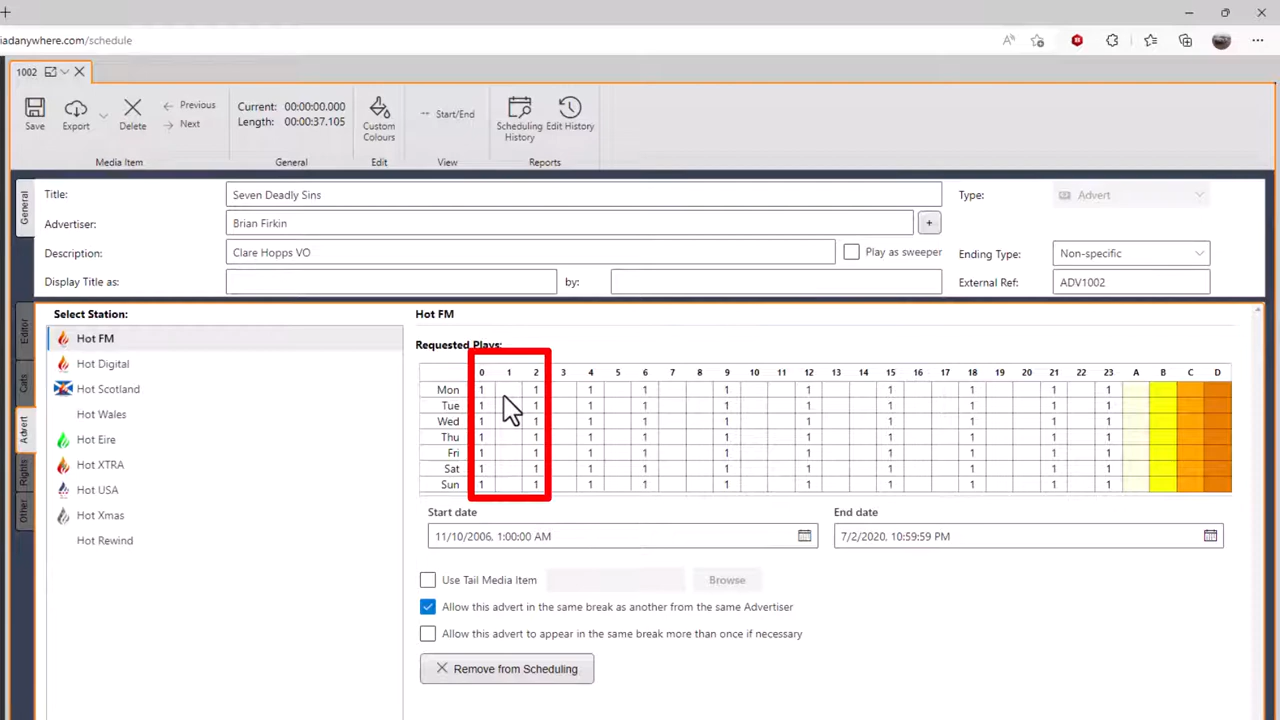 iadanywhere.com/schedule
1002
Save
Export
Delete
Previous
Next
Media Item
Current: 00:00:00.000
Length: 00:00:37.105
General
Custom
Colours
Edit
Start/End
View
Scheduling
History
Edit History
Reports
General
Title: Seven Deadly Sins
Type: Advert
Advertiser: Brian Firkin +
Description: Clare Hopps VO
Play as sweeper
Ending Type: Non-specific
Display Title as: by:
External Ref: ADV1002
Editor
Carts
Advert
Rights
Other
Select Station:
Hot FM
Hot Digital
Hot Scotland
Hot Wales
Hot Eire
Hot XTRA
Hot USA
Hot Xmas
Hot Rewind
Hot FM
Requested Plays:
0 1 2 3 4 5 6 7 8 9 10 11 12 13 14 15 16 17 18 19 20 21 22 23 A B C D
Mon 1 1 1 1 1 1 1 1 1 1
Tue 1 1 1 1 1 1 1 1 1 1
Wed 1 1 1 1 1 1 1 1 1 1
Thu 1 1 1 1 1 1 1 1 1 1
Fri 1 1 1 1 1 1 1 1 1 1
Sat 1 1 1 1 1 1 1 1 1 1
Sun 1 1 1 1 1 1 1 1 1 1
Start date
11/10/2006, 1:00:00 AM
End date
7/2/2020, 10:59:59 PM
Use Tail Media Item
Browse
Allow this advert in the same break as another from the same Advertiser
Allow this advert to appear in the same break more than once if necessary
Remove from Scheduling